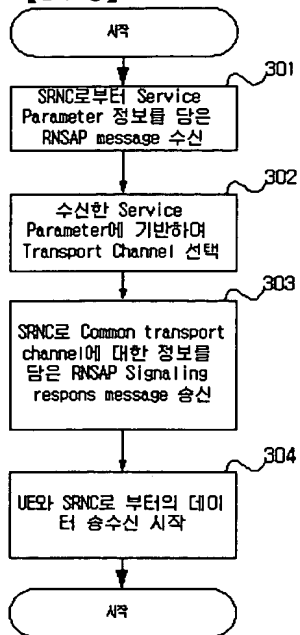 시작
301
SRNC로부터 Service
Parameter 정보를 담은
RNSAP message 수신
302
수신한 Service
Parameter에 기반하여
Transport Channel 선택
303
SRNC로 Common transport
channel에 대한 정보를
담은 RNSAP Signaling
respons message 송신
304
UE와 SRNC로 부터의 데이
터 송수신 시작
시작